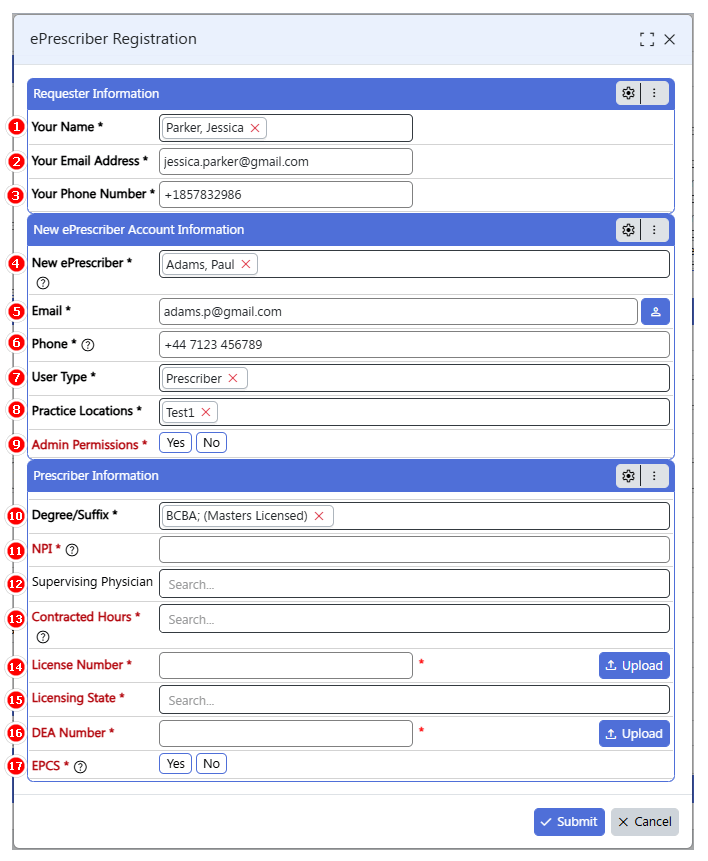 ePrescriber Registration
Requester Information
1 Your Name * Parker, Jessica
2 Your Email Address * jessica.parker@gmail.com
3 Your Phone Number * +1857832986
New ePrescriber Account Information
4 New ePrescriber * Adams, Paul
5 Email * adams.p@gmail.com
6 Phone * +44 7123 456789
7 User Type * Prescriber
8 Practice Locations * Test1
9 Admin Permissions * Yes No
Prescriber Information
10 Degree/Suffix * BCBA; (Masters Licensed)
11 NPI *
12 Supervising Physician Search...
13 Contracted Hours * Search...
14 License Number * * Upload
15 Licensing State * Search...
16 DEA Number * * Upload
17 EPCS * Yes No
Submit Cancel